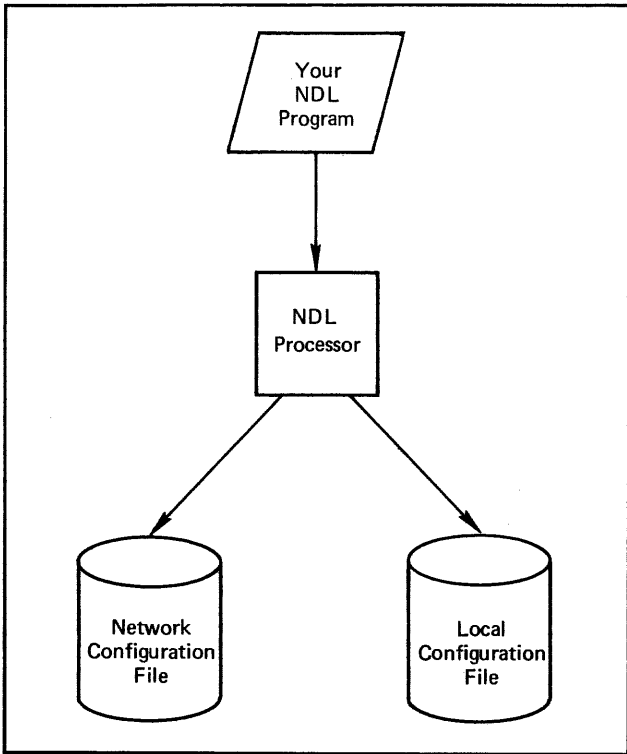 Your
NDL
Program
NDL
Processor
Network
Configuration
File
Local
Configuration
File